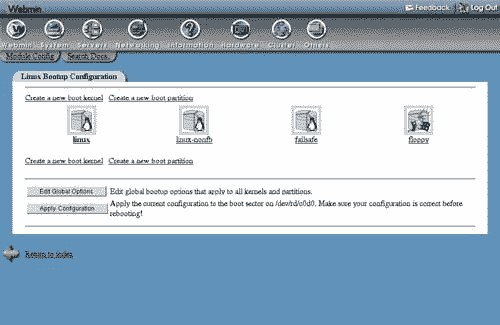 Webmin
Feedback Log Out
Webmin System Servers Networking Information Hardware Cluster Others
Module Config Search Docs..
Linux Bootup Configuration
Create a new boot kernel Create a new boot partition
linux linux-nonfb failsafe floppy
Create a new boot kernel Create a new boot partition
Edit Global Options Edit global bootup options that apply to all kernels and partitions.
Apply Configuration Apply the current configuration to the boot sector on /dev/rd/c0d0. Make sure your configuration is correct before
rebooting!
Return to index